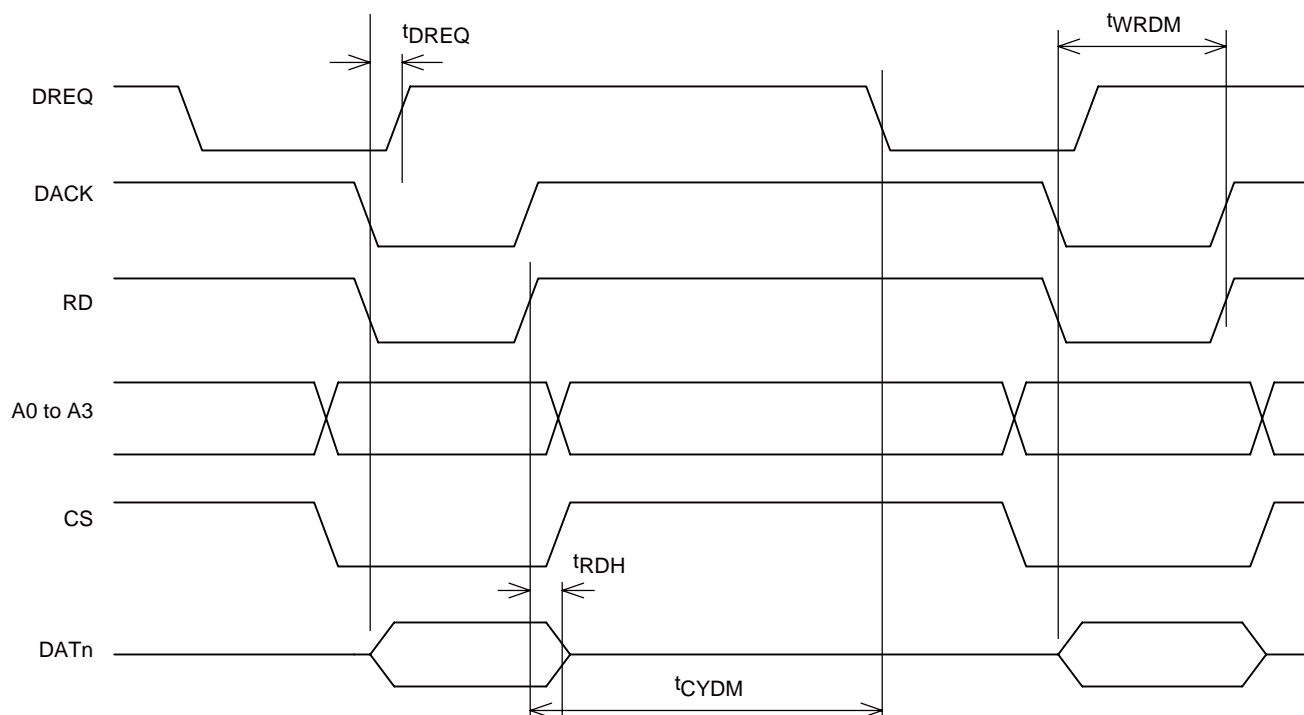 tDREQ
tWRDM
DREQ
DACK
RD
A0 to A3
CS
tRDH
DATn
tCYDM